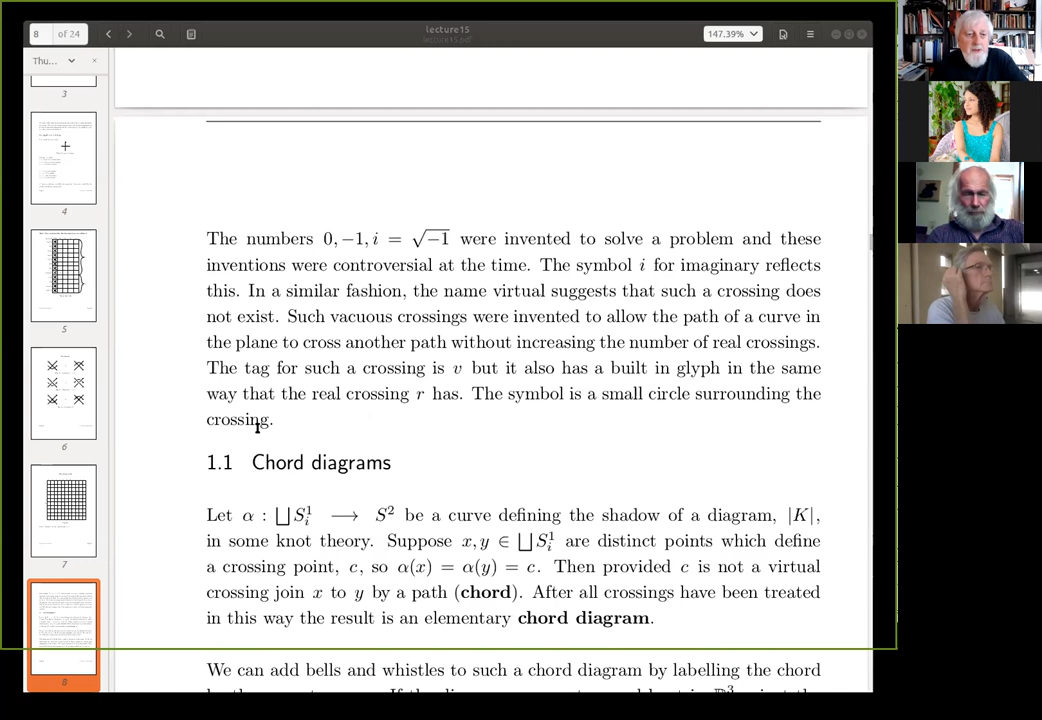 8 of 24
lecture15
lecture15.pdf
147.39%
Thu...
3
4
5
6
7
8
The numbers 0, −1, i = √−1 were invented to solve a problem and these
inventions were controversial at the time. The symbol i for imaginary reflects
this. In a similar fashion, the name virtual suggests that such a crossing does
not exist. Such vacuous crossings were invented to allow the path of a curve in
the plane to cross another path without increasing the number of real crossings.
The tag for such a crossing is v but it also has a built in glyph in the same
way that the real crossing r has. The symbol is a small circle surrounding the
crossing.
1.1 Chord diagrams
Let α : ⨆ S¹ᵢ ⟶ S² be a curve defining the shadow of a diagram, |K|,
in some knot theory. Suppose x, y ∈ ⨆ S¹ᵢ are distinct points which define
a crossing point, c, so α(x) = α(y) = c. Then provided c is not a virtual
crossing join x to y by a path (chord). After all crossings have been treated
in this way the result is an elementary chord diagram.
We can add bells and whistles to such a chord diagram by labelling the chord